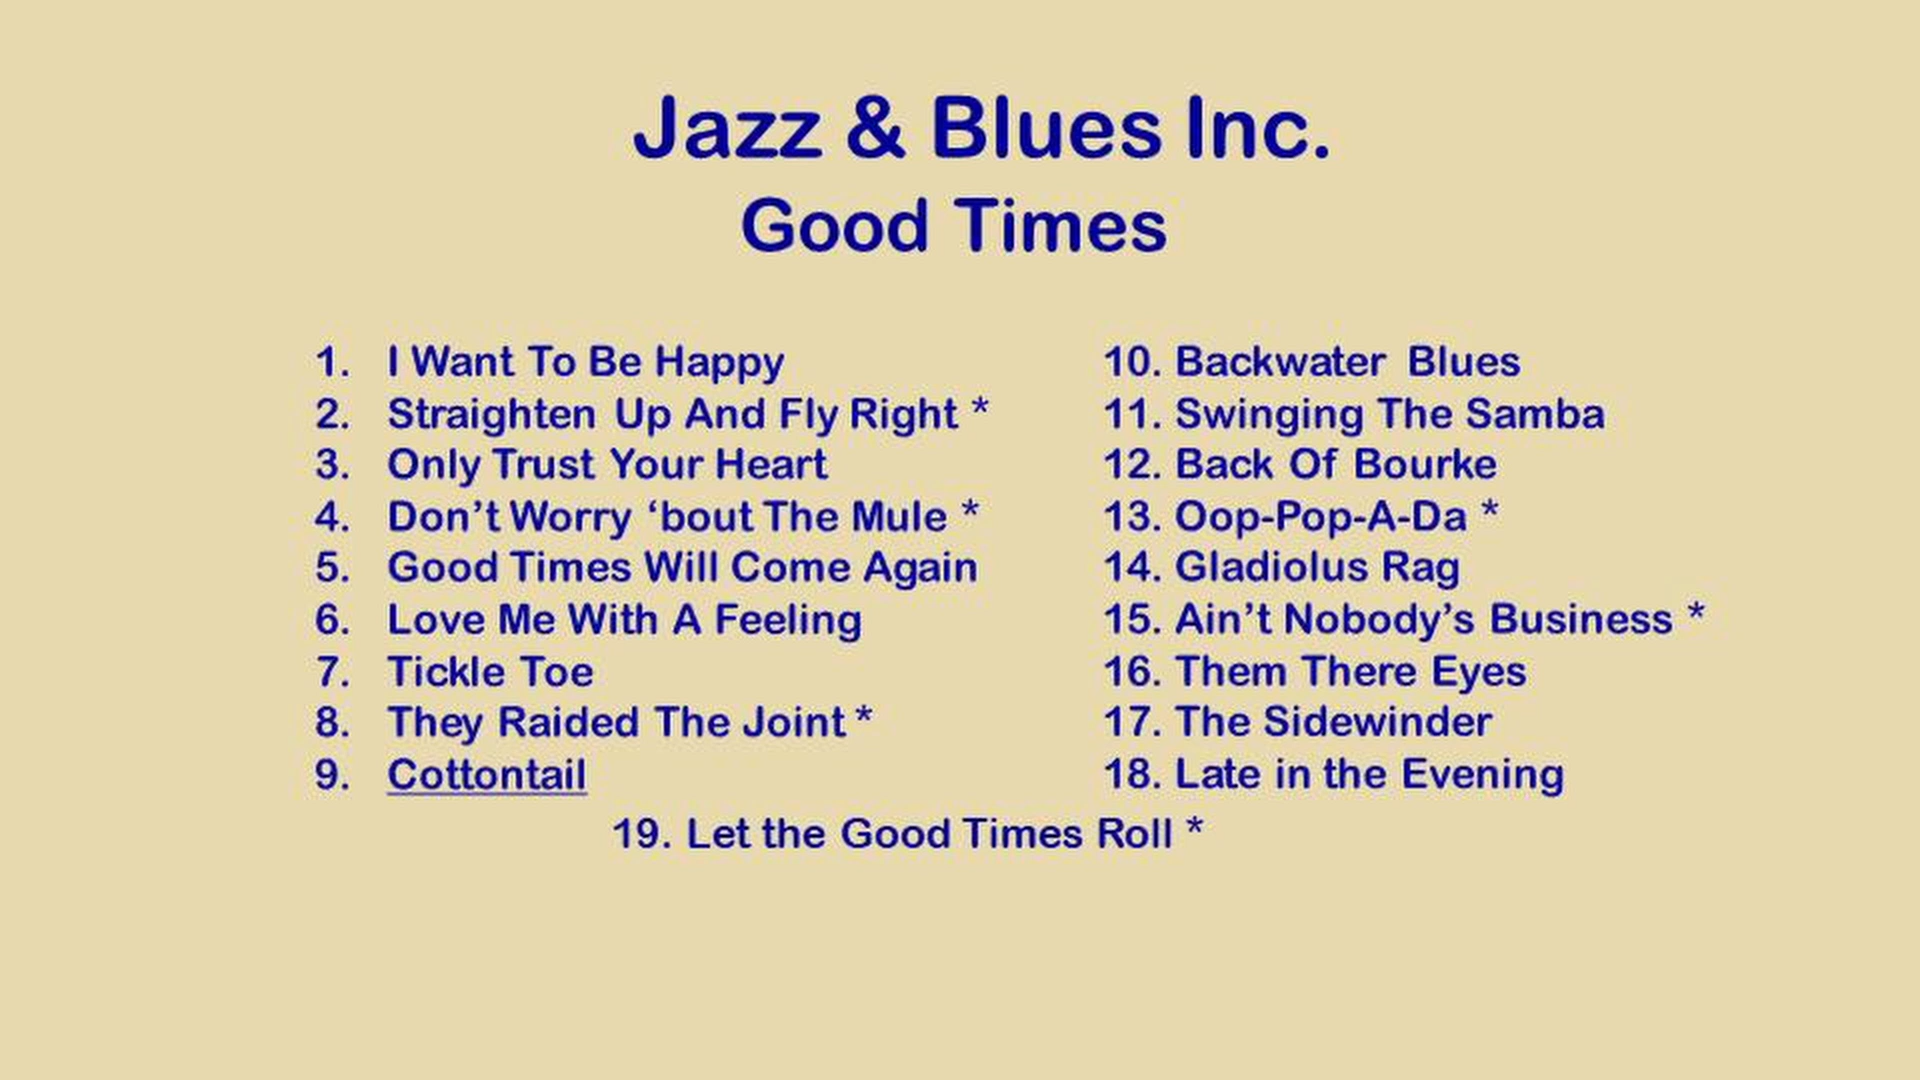 Jazz & Blues Inc.
Good Times
1. I Want To Be Happy
2. Straighten Up And Fly Right *
3. Only Trust Your Heart
4. Don’t Worry ‘bout The Mule *
5. Good Times Will Come Again
6. Love Me With A Feeling
7. Tickle Toe
8. They Raided The Joint *
9. Cottontail
10. Backwater Blues
11. Swinging The Samba
12. Back Of Bourke
13. Oop-Pop-A-Da *
14. Gladiolus Rag
15. Ain’t Nobody’s Business *
16. Them There Eyes
17. The Sidewinder
18. Late in the Evening
19. Let the Good Times Roll *